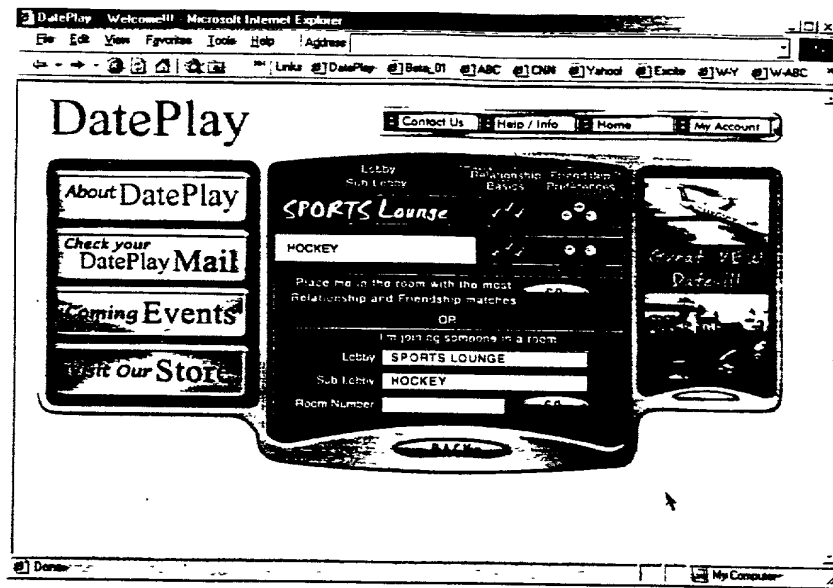 DatePlay Welcome!!! - Microsoft Internet Explorer
File Edit View Favorites Tools Help Address
Links DatePlay Beta_01 ABC CNN Yahoo! Excite W-Y W-ABC
DatePlay
Contact Us Help / Info Home My Account
About DatePlay
Check your
DatePlay Mail
Coming Events
Visit Our Store
Lobby
Sub Lobby
Relationship
Basics
Friendship
Preferences
SPORTS Lounge
HOCKEY
Place me in the room with the most
Relationship and Friendship matches
GO
OR
I'm joining someone in a room
Lobby SPORTS LOUNGE
Sub Lobby HOCKEY
Room Number GO
BACK
Great
Date!!!
Done
My Computer